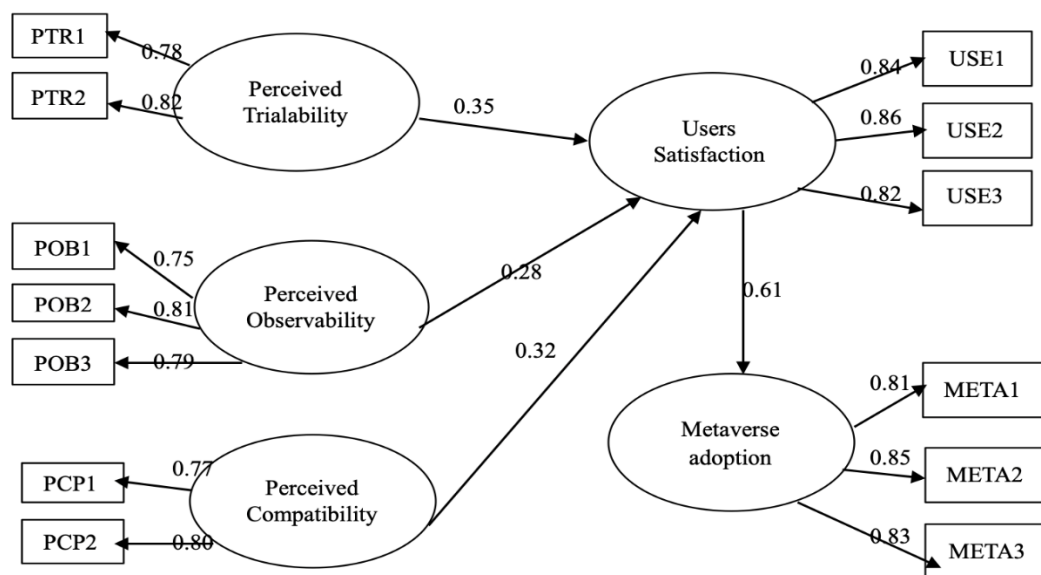 PTR1
0.78
PTR2
0.82
Perceived
Trialability
0.35
Users
Satisfaction
0.84
USE1
0.86
USE2
0.82
USE3
POB1
0.75
POB2
0.81
POB3
0.79
Perceived
Observability
0.28
0.61
0.32
PCP1
0.77
PCP2
0.80
Perceived
Compatibility
Metaverse
adoption
0.81
META1
0.85
META2
0.83
META3